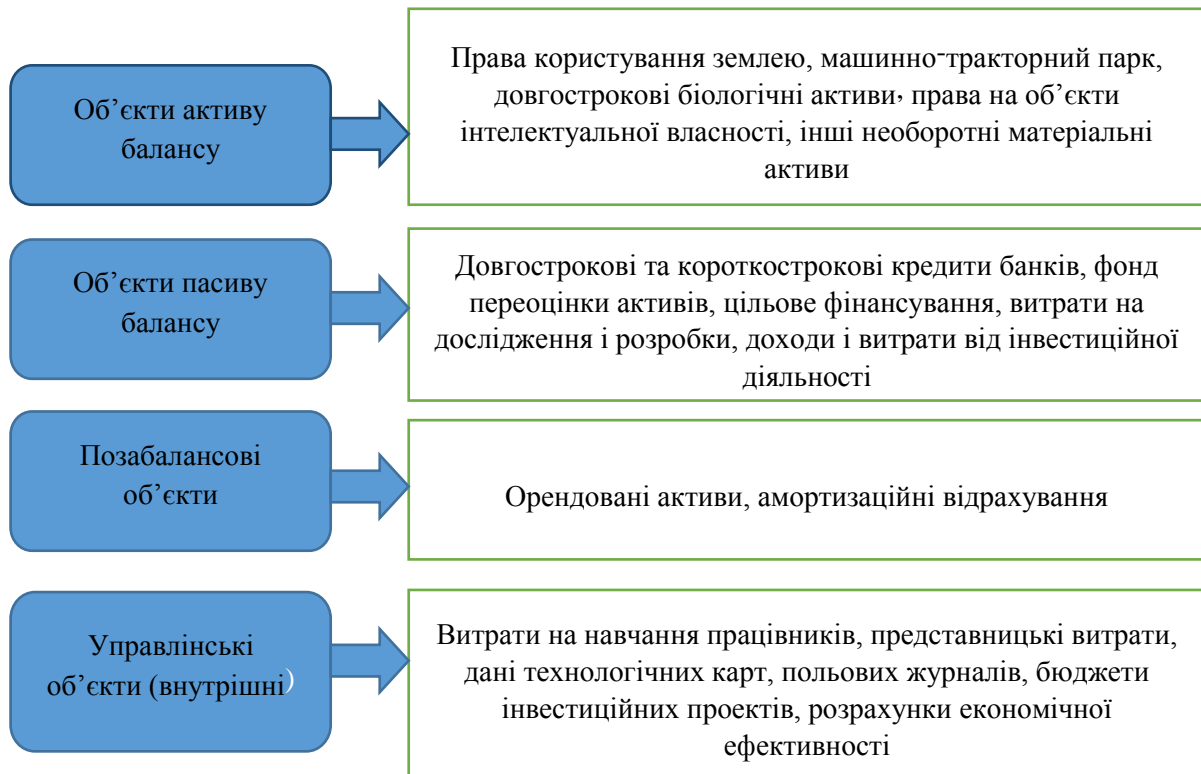 Об’єкти активу
балансу
Права користування землею, машинно-тракторний парк,
довгострокові біологічні активи, права на об’єкти
інтелектуальної власності, інші необоротні матеріальні
активи
Об’єкти пасиву
балансу
Довгострокові та короткострокові кредити банків, фонд
переоцінки активів, цільове фінансування, витрати на
дослідження і розробки, доходи і витрати від інвестиційної
діяльності
Позабалансові
об’єкти
Орендовані активи, амортизаційні відрахування
Управлінські
об’єкти (внутрішні)
Витрати на навчання працівників, представницькі витрати,
дані технологічних карт, польових журналів, бюджети
інвестиційних проектів, розрахунки економічної
ефективності